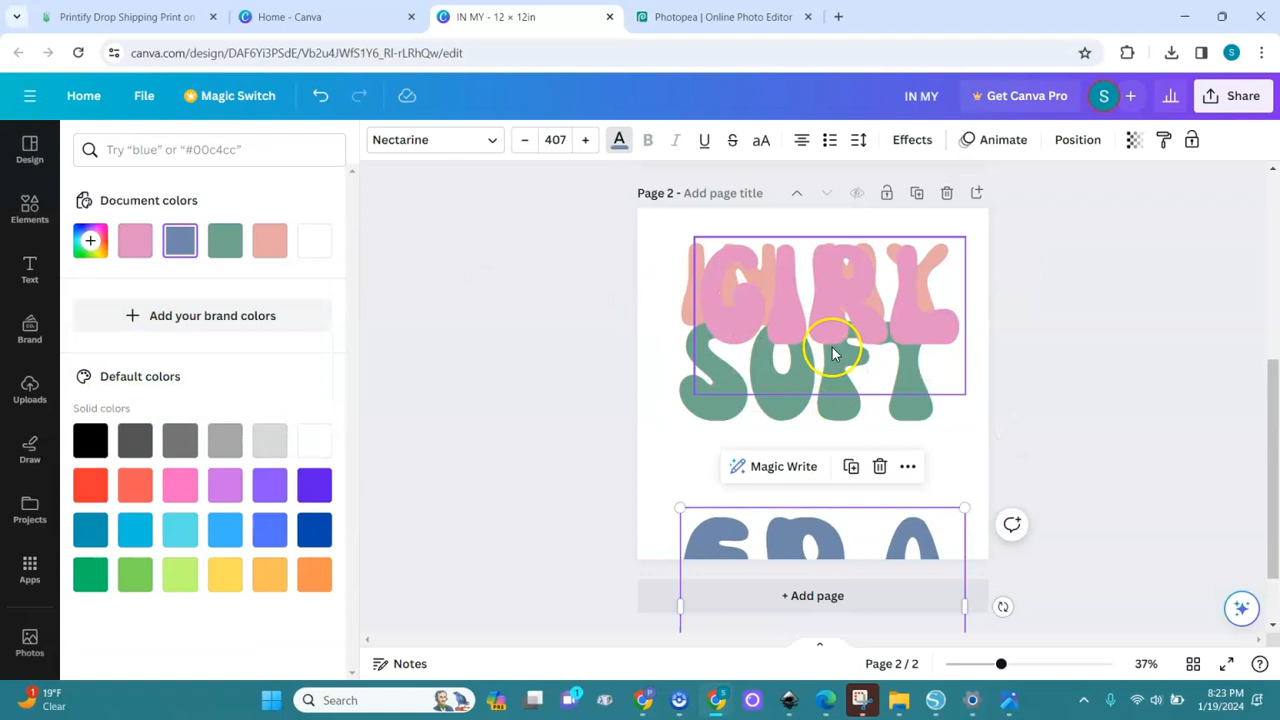 Printify Drop Shipping Print on
Home - Canva
IN MY - 12 × 12in
Photopea | Online Photo Editor
canva.com/design/DAF6Yi3PSdE/Vb2u4JWfS1Y6_RI-rLRhQw/edit
S
Home
File
Magic Switch
IN MY
Get Canva Pro
S
Share
Design
Elements
Text
Brand
Uploads
Draw
Projects
Apps
Photos
Try “blue” or “#00c4cc”
Document colors
Add your brand colors
Default colors
Solid colors
Nectarine
407
A
B
I
U
S
aA
Effects
Animate
Position
Page 2 - Add page title
GIRL
SOFT
Magic Write
ERA
+ Add page
Notes
Page 2 / 2
37%
19°F
Clear
Search
8:23 PM
1/19/2024